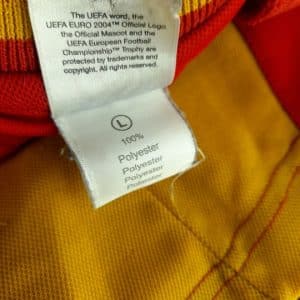 The UEFA word, the
UEFA EURO 2004™ Official Logo
the Official Mascot and the
UEFA European Football
Championship™ Trophy are
protected by trademarks and
copyright. All rights reserved.
L
100%
Polyester
Polyester
Polyester
Polyester